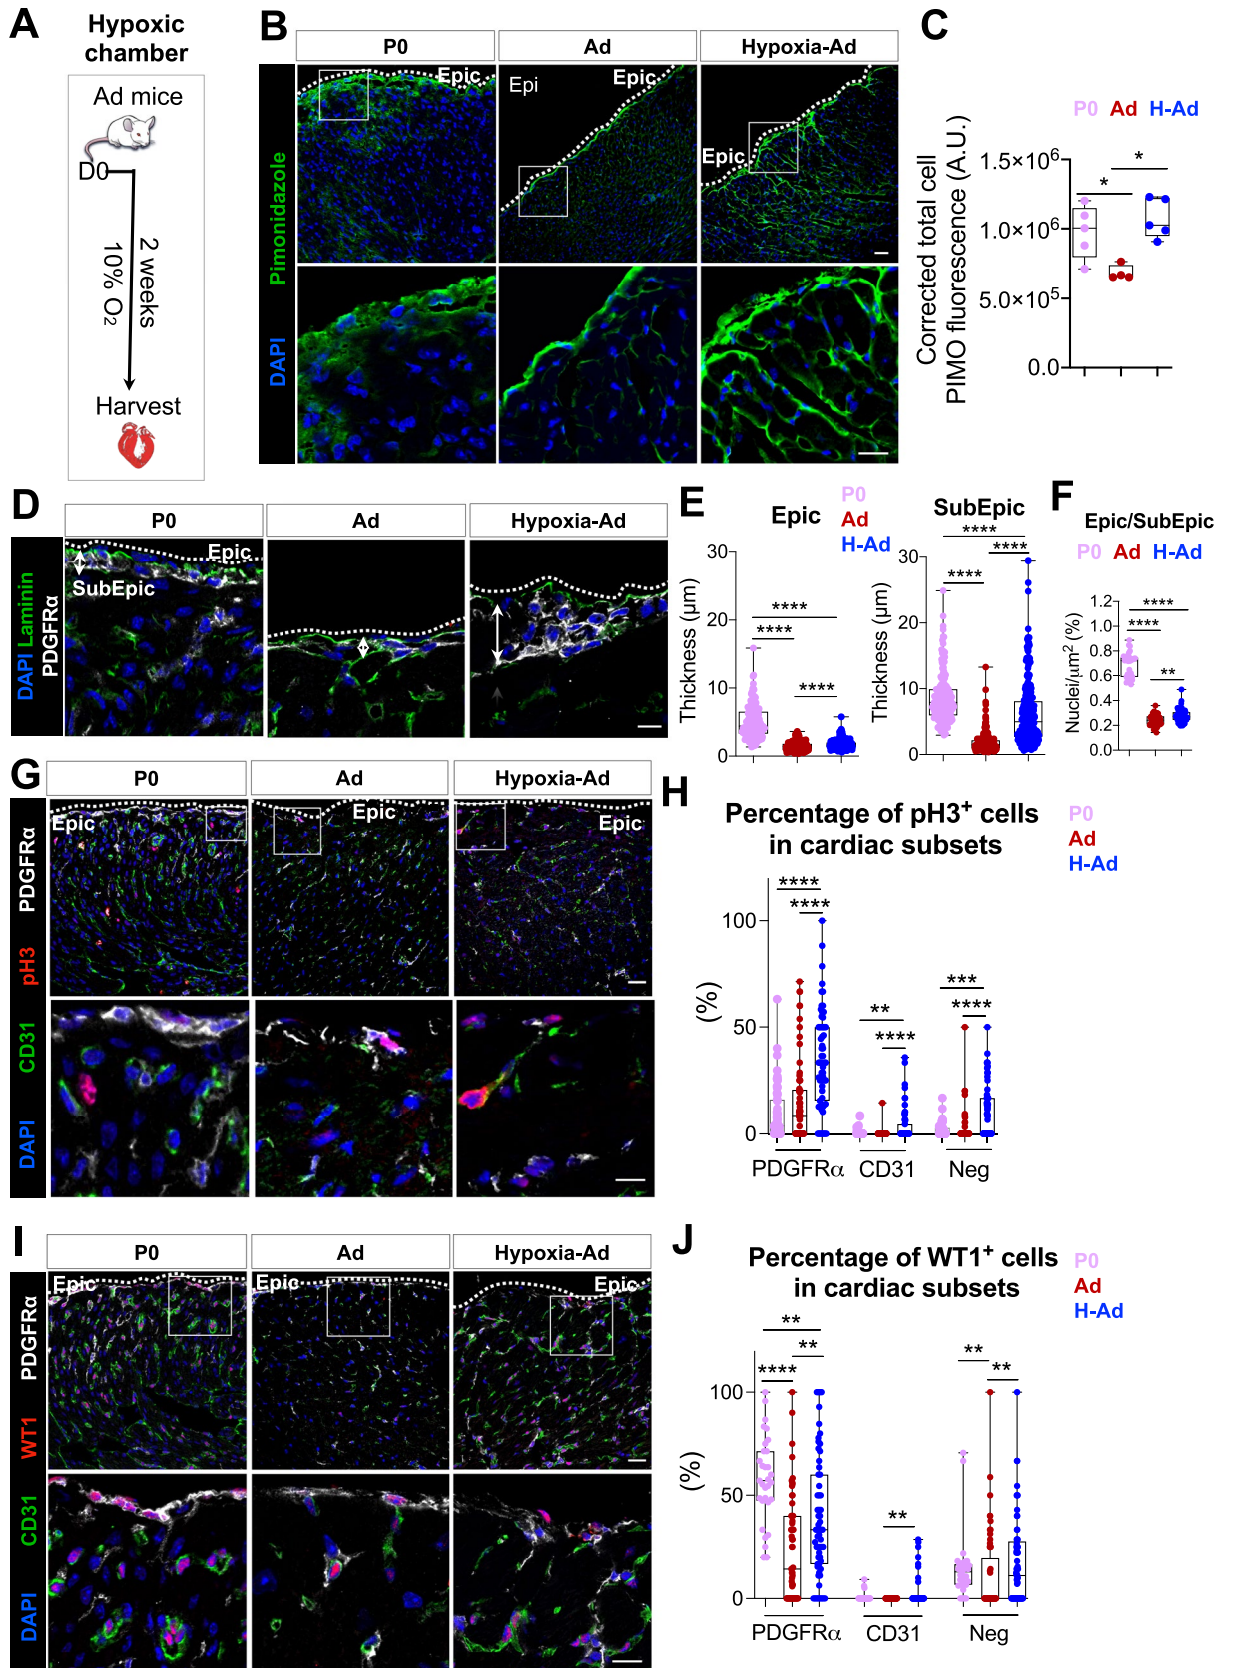 A
Hypoxic
chamber
Ad mice
D0
2 weeks
10% O2
Harvest
B
P0
Ad
Hypoxia-Ad
Pimonidazole
DAPI
Epic
Epi
Epic
Epic
C
P0 Ad H-Ad
Corrected total cell
PIMO fluorescence (A.U.)
1.5×10⁶
1.0×10⁶
5.0×10⁵
0.0
*
*
D
P0
Ad
Hypoxia-Ad
DAPI Laminin
PDGFRα
Epic
SubEpic
E
Epic
P0
Ad
H-Ad
SubEpic
Thickness (µm)
30
20
10
0
****
****
****
Thickness (µm)
30
20
10
0
****
****
****
F
Epic/SubEpic
P0 Ad H-Ad
Nuclei/µm² (%)
1.2
1.0
0.8
0.6
0.4
0.2
0.0
****
****
**
G
P0
Ad
Hypoxia-Ad
DAPI CD31 pH3 PDGFRα
Epic
Epic
Epic
H
Percentage of pH3⁺ cells
in cardiac subsets
P0
Ad
H-Ad
(%)
100
50
0
****
****
**
****
***
****
PDGFRα
CD31
Neg
I
P0
Ad
Hypoxia-Ad
DAPI CD31 WT1 PDGFRα
Epic
Epic
Epic
J
Percentage of WT1⁺ cells
in cardiac subsets
P0
Ad
H-Ad
(%)
100
50
0
**
**
****
**
**
**
PDGFRα
CD31
Neg